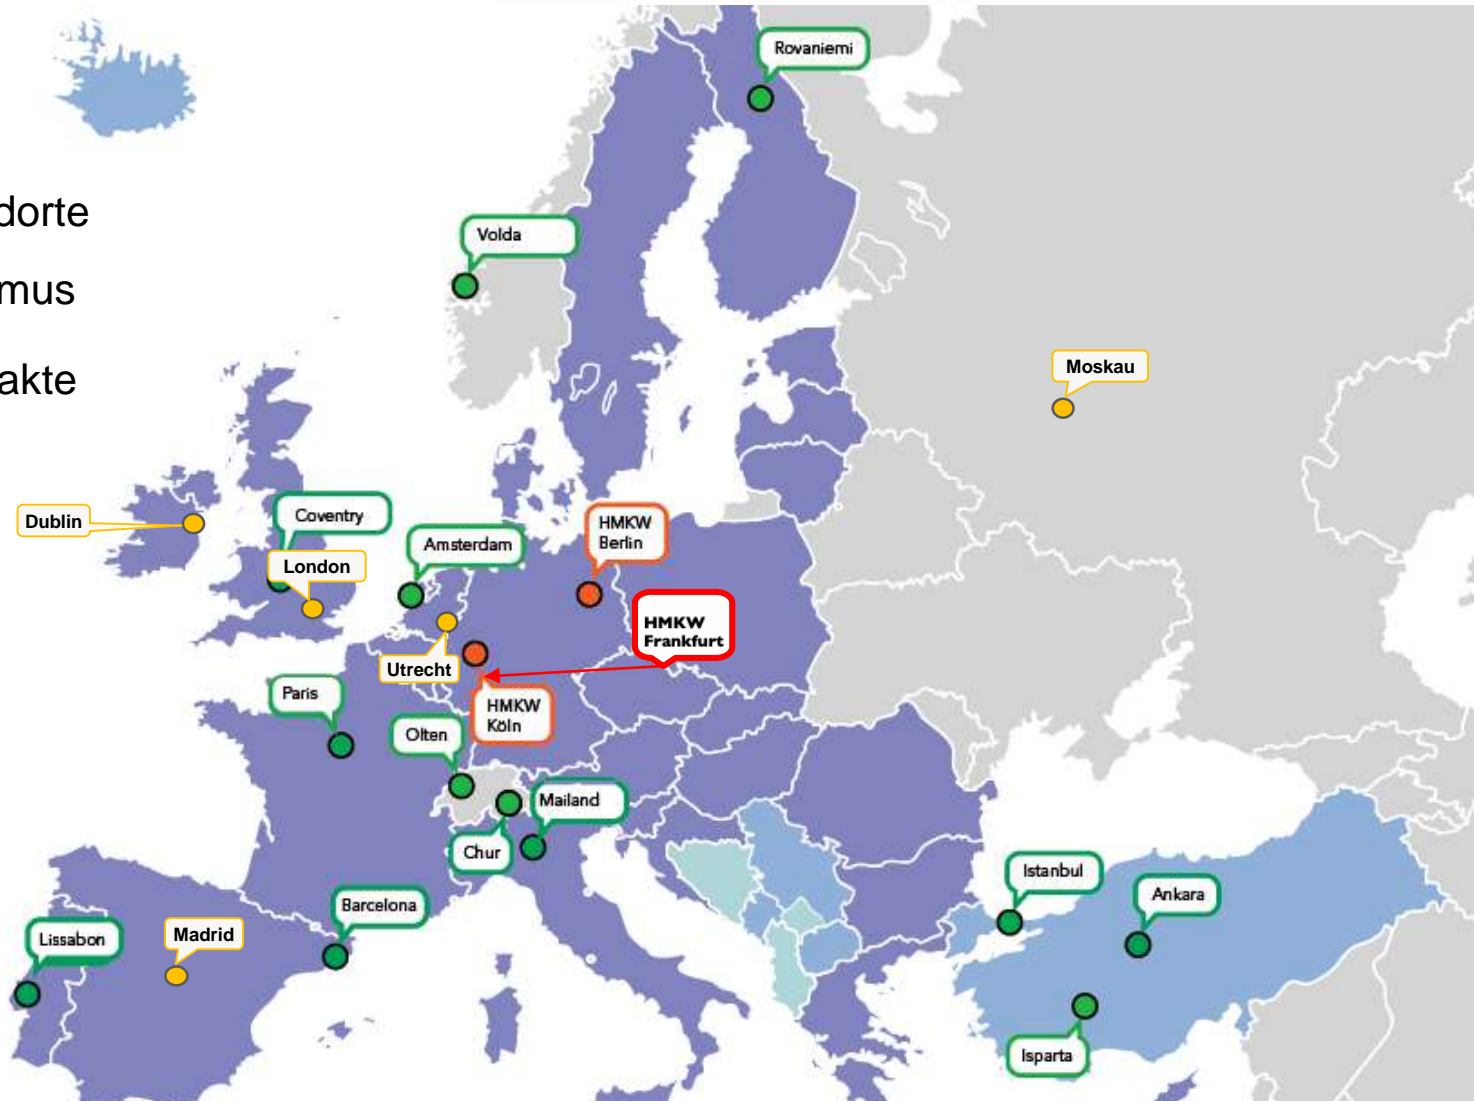 Rovaniemi
dorte
Volda
mus
Moskau
akte
Dublin
Coventry
London
Amsterdam
HMKW
Berlin
HMKW
Frankfurt
Utrecht
Paris
HMKW
Köln
Olten
Mailand
Chur
Istanbul
Ankara
Barcelona
Lissabon
Madrid
Isparta